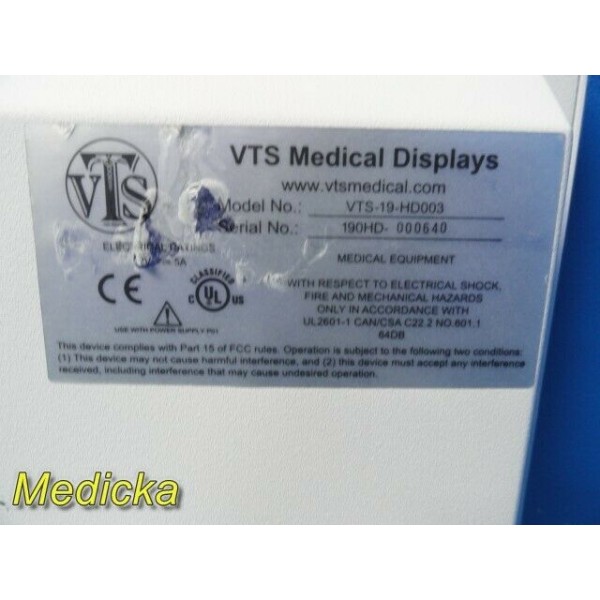 VTS
VTS Medical Displays
www.vtsmedical.com
Model No.: VTS-19-HD003
Serial No.: 190HD- 000640
ELECTRICAL RATINGS
5A
MEDICAL EQUIPMENT
CE
CLASSIFIED
C UL US
WITH RESPECT TO ELECTRICAL SHOCK,
FIRE AND MECHANICAL HAZARDS
ONLY IN ACCORDANCE WITH
UL2601-1 CAN/CSA C22.2 NO.601.1
64DB
USE WITH POWER SUPPLY
This device complies with Part 15 of FCC rules. Operation is subject to the following two conditions:
(1) This device may not cause harmful interference, and (2) this device must accept any interference
received, including interference that may cause undesired operation.
Medicka